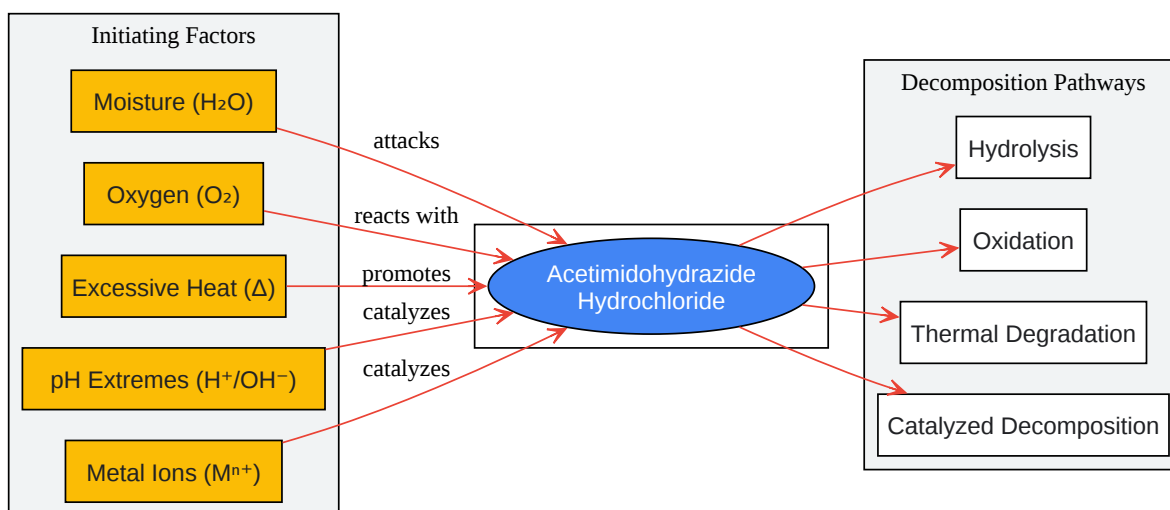 Initiating Factors
Moisture (H₂O)
Oxygen (O₂)
Excessive Heat (Δ)
pH Extremes (H⁺/OH⁻)
Metal Ions (Mⁿ⁺)
attacks
reacts with
promotes
catalyzes
catalyzes
Acetimidohydrazide
Hydrochloride
Decomposition Pathways
Hydrolysis
Oxidation
Thermal Degradation
Catalyzed Decomposition